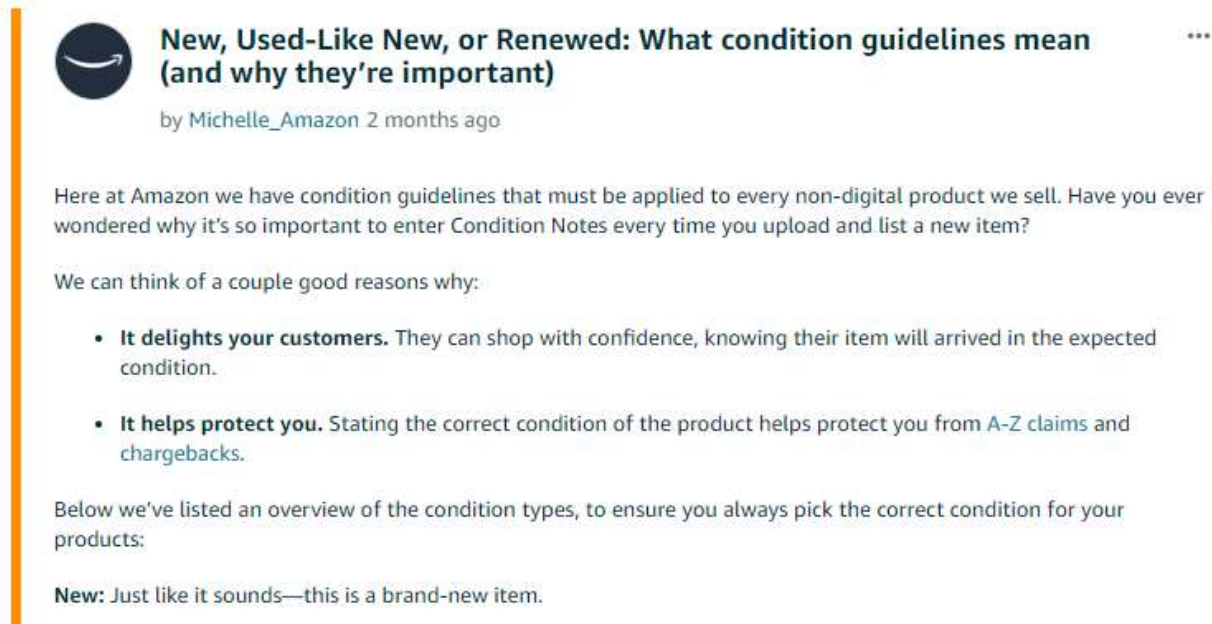 New, Used-Like New, or Renewed: What condition guidelines mean
(and why they're important)
by Michelle_Amazon 2 months ago
Here at Amazon we have condition guidelines that must be applied to every non-digital product we sell. Have you ever
wondered why it's so important to enter Condition Notes every time you upload and list a new item?
We can think of a couple good reasons why:
• It delights your customers. They can shop with confidence, knowing their item will arrived in the expected
condition.
• It helps protect you. Stating the correct condition of the product helps protect you from A-Z claims and
chargebacks.
Below we've listed an overview of the condition types, to ensure you always pick the correct condition for your
products:
New: Just like it sounds—this is a brand-new item.